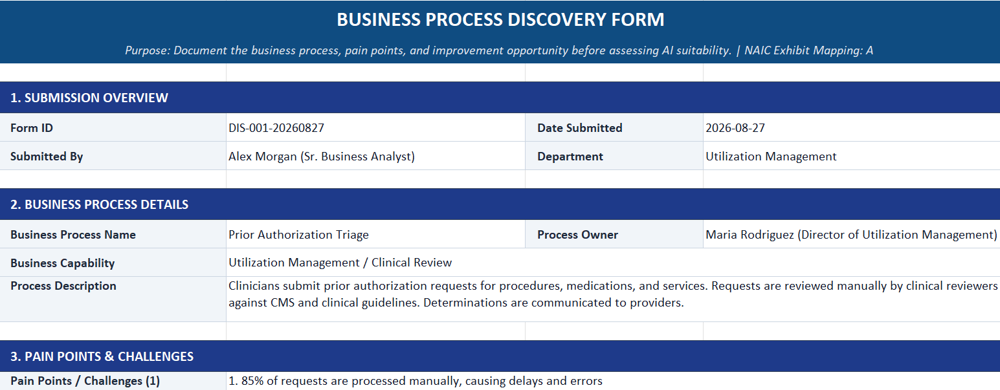 BUSINESS PROCESS DISCOVERY FORM
Purpose: Document the business process, pain points, and improvement opportunity before assessing AI suitability. | NAIC Exhibit Mapping: A
1. SUBMISSION OVERVIEW
Form ID DIS-001-20260827 Date Submitted 2026-08-27
Submitted By Alex Morgan (Sr. Business Analyst) Department Utilization Management
2. BUSINESS PROCESS DETAILS
Business Process Name Prior Authorization Triage Process Owner Maria Rodriguez (Director of Utilization Management)
Business Capability Utilization Management / Clinical Review
Process Description Clinicians submit prior authorization requests for procedures, medications, and services. Requests are reviewed manually by clinical reviewers
against CMS and clinical guidelines. Determinations are communicated to providers.
3. PAIN POINTS & CHALLENGES
Pain Points / Challenges (1) 1. 85% of requests are processed manually, causing delays and errors